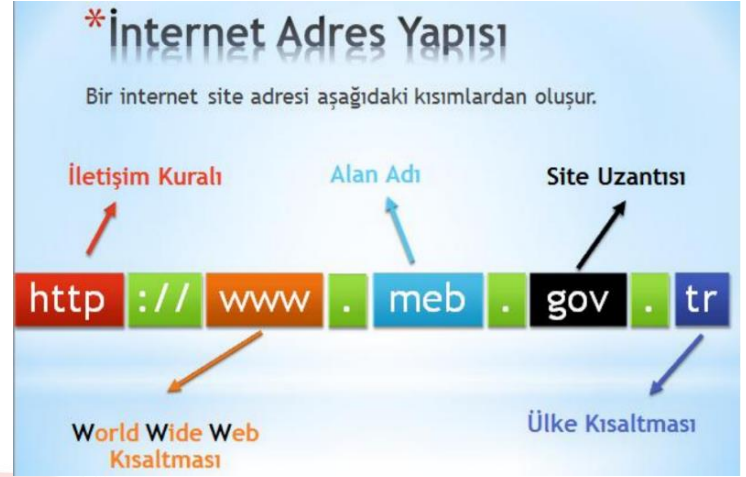 *İnternet Adres Yapısı
Bir internet site adresi aşağıdaki kısımlardan oluşur.
İletişim Kuralı Alan Adı Site Uzantısı
http :// www . meb . gov . tr
World Wide Web
Kısaltması
Ülke Kısaltması